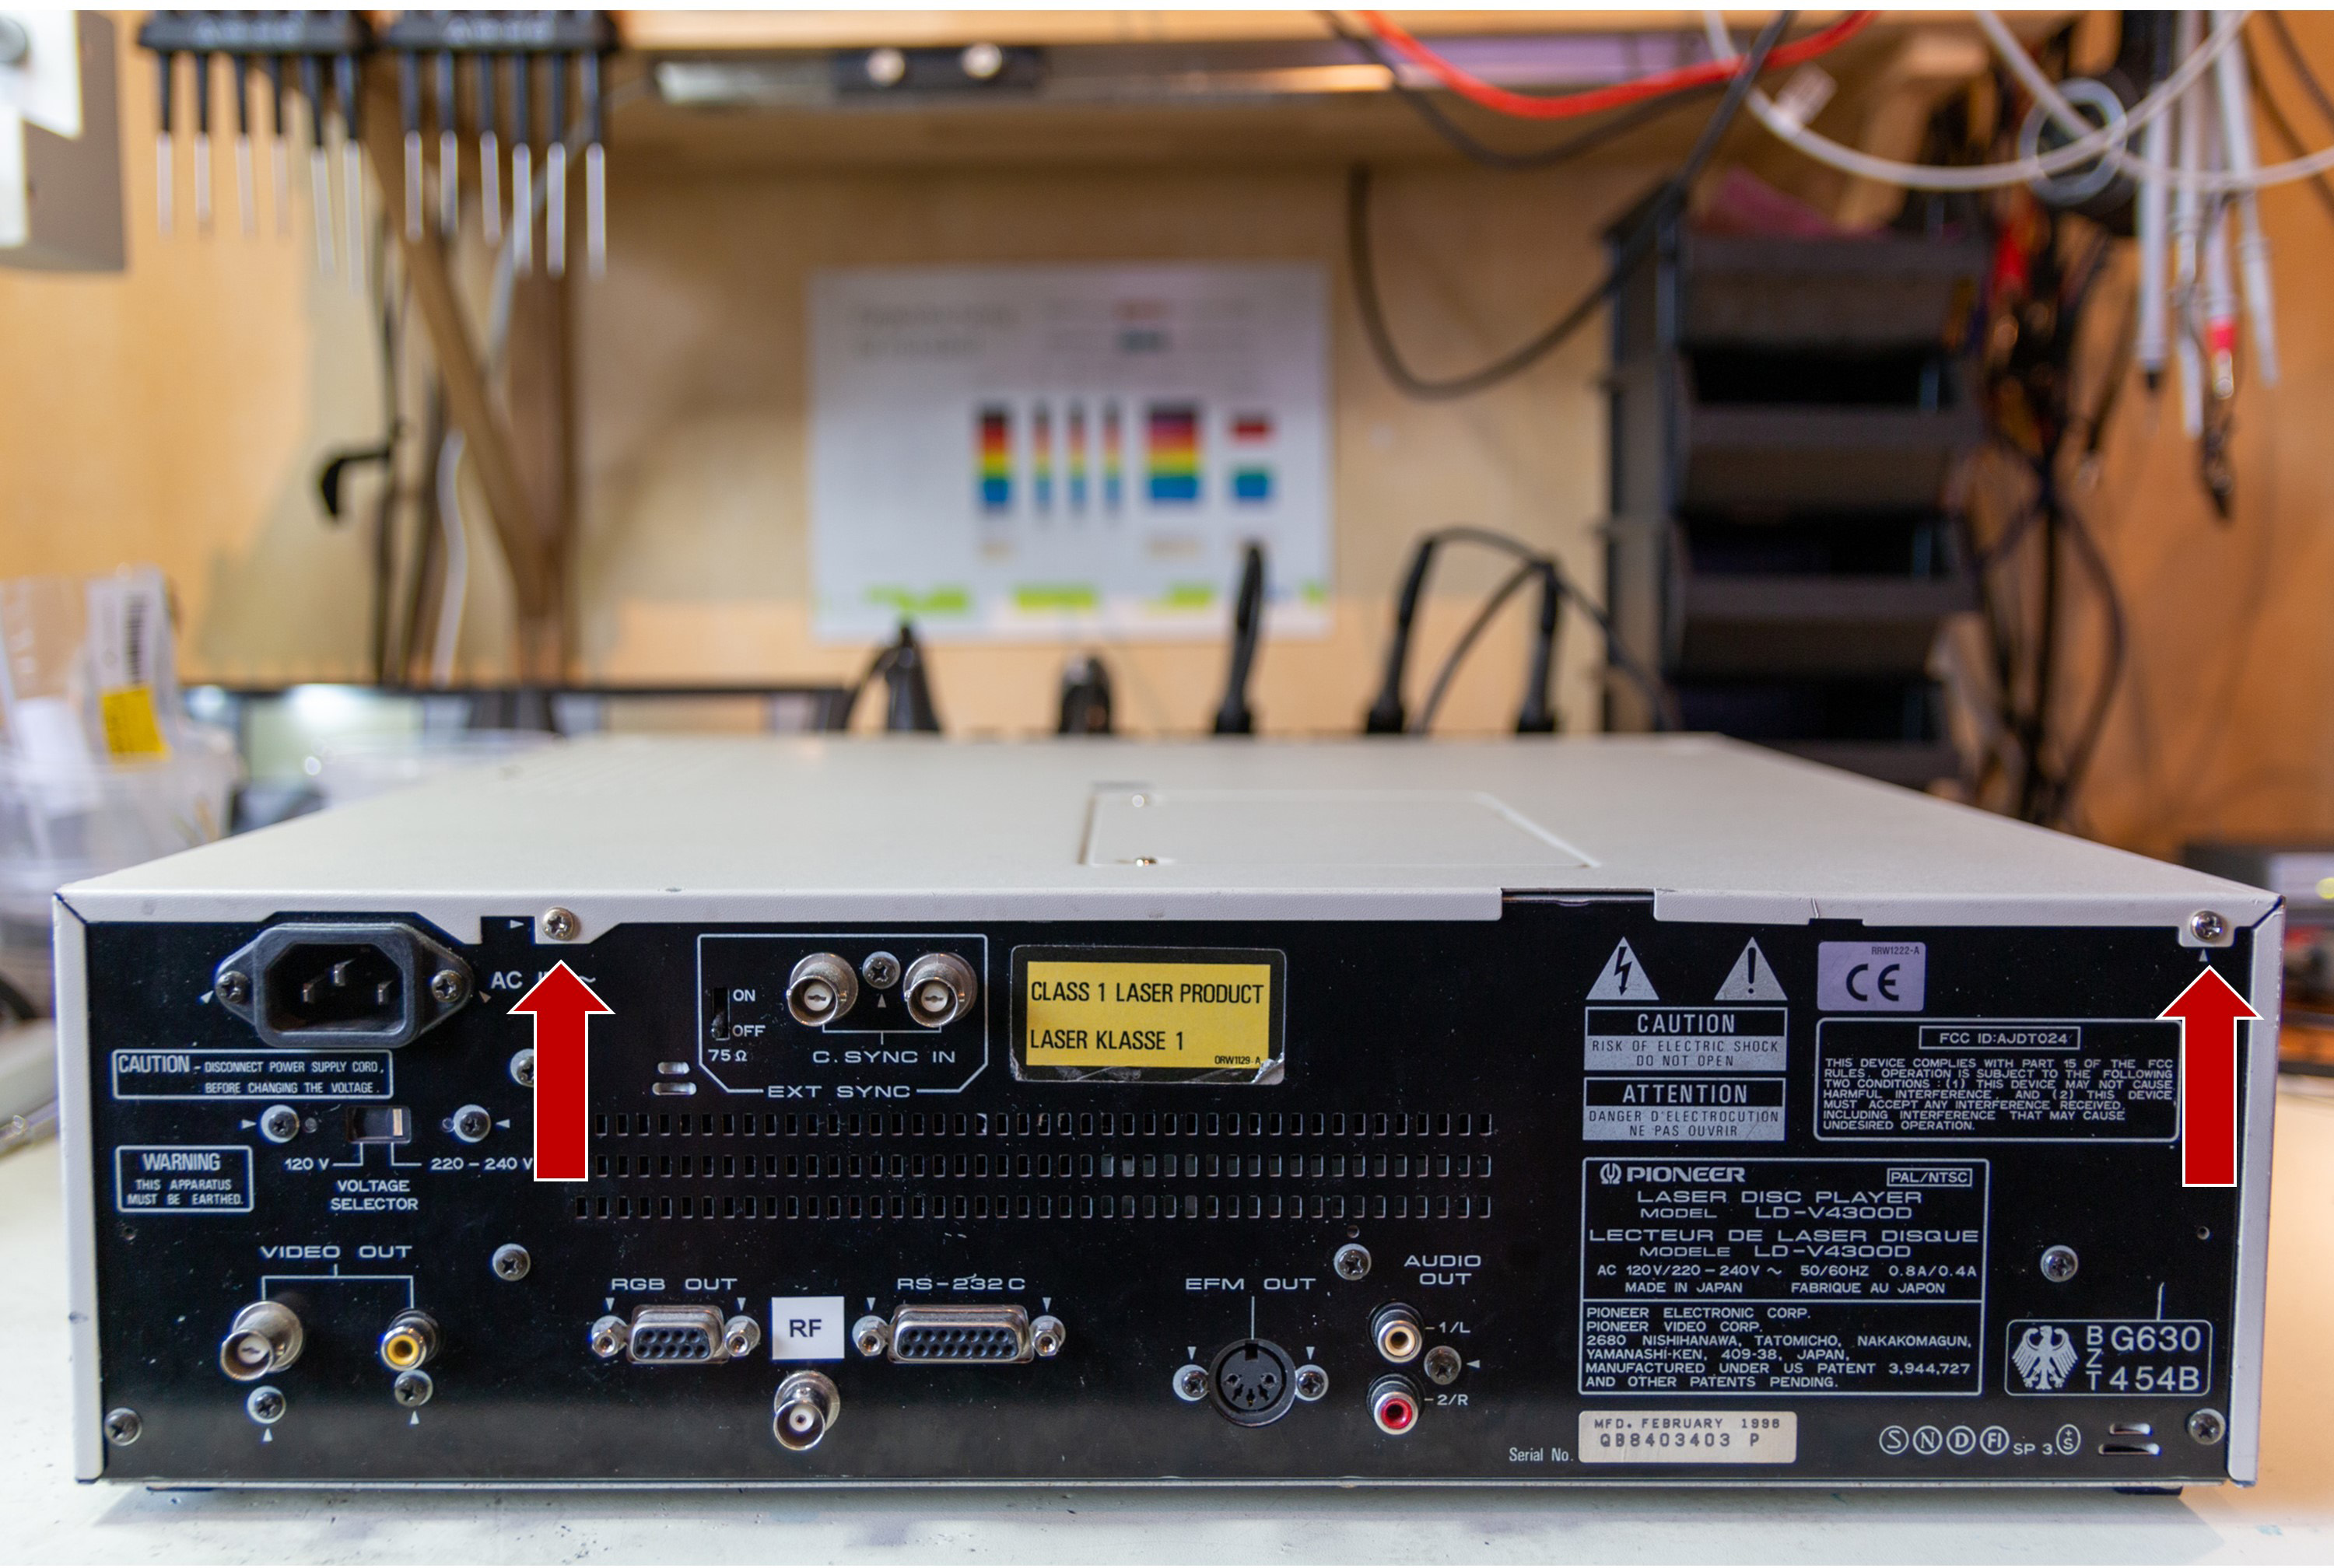 AC
CAUTION - DISCONNECT POWER SUPPLY CORD,
BEFORE CHANGING THE VOLTAGE.
120 V
220 - 240 V
VOLTAGE
SELECTOR
WARNING
THIS APPARATUS
MUST BE EARTHED.
VIDEO OUT
ON
OFF
75 Ω
C. SYNC IN
EXT SYNC
CLASS 1 LASER PRODUCT
LASER KLASSE 1
ORW1129-A
RGB OUT
RF
RS-232C
EFM OUT
AUDIO
OUT
1/L
2/R
CAUTION
RISK OF ELECTRIC SHOCK
DO NOT OPEN
ATTENTION
DANGER D'ELECTROCUTION
NE PAS OUVRIR
RRW1222-A
CE
FCC ID:AJDT024
THIS DEVICE COMPLIES WITH PART 15 OF THE FCC
RULES. OPERATION IS SUBJECT TO THE FOLLOWING
TWO CONDITIONS : (1) THIS DEVICE MAY NOT CAUSE
HARMFUL INTERFERENCE, AND (2) THIS DEVICE
MUST ACCEPT ANY INTERFERENCE RECEIVED,
INCLUDING INTERFERENCE THAT MAY CAUSE
UNDESIRED OPERATION.
PIONEER
PAL/NTSC
LASER DISC PLAYER
MODEL LD-V4300D
LECTEUR DE LASER DISQUE
MODELE LD-V4300D
AC 120V/220-240V ~ 50/60HZ 0.8A/0.4A
MADE IN JAPAN FABRIQUE AU JAPON
PIONEER ELECTRONIC CORP.
PIONEER VIDEO CORP.
2680 NISHIHANAWA, TATOMICHO, NAKAKOMAGUN,
YAMANASHI-KEN, 409-38, JAPAN,
MANUFACTURED UNDER US PATENT 3,944,727
AND OTHER PATENTS PENDING.
BZT
G630
454B
Serial No.
MFD. FEBRUARY 1996
QB8403403 P
S N D FI SP 3. S